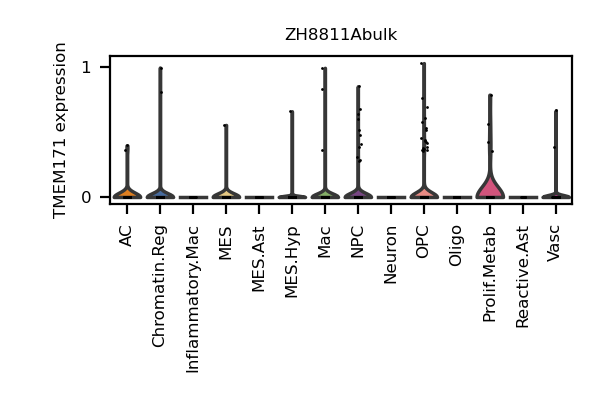 ZH8811Abulk
TMEM171 expression
1
0
AC
Chromatin.Reg
Inflammatory.Mac
MES
MES.Ast
MES.Hyp
Mac
NPC
Neuron
OPC
Oligo
Prolif.Metab
Reactive.Ast
Vasc